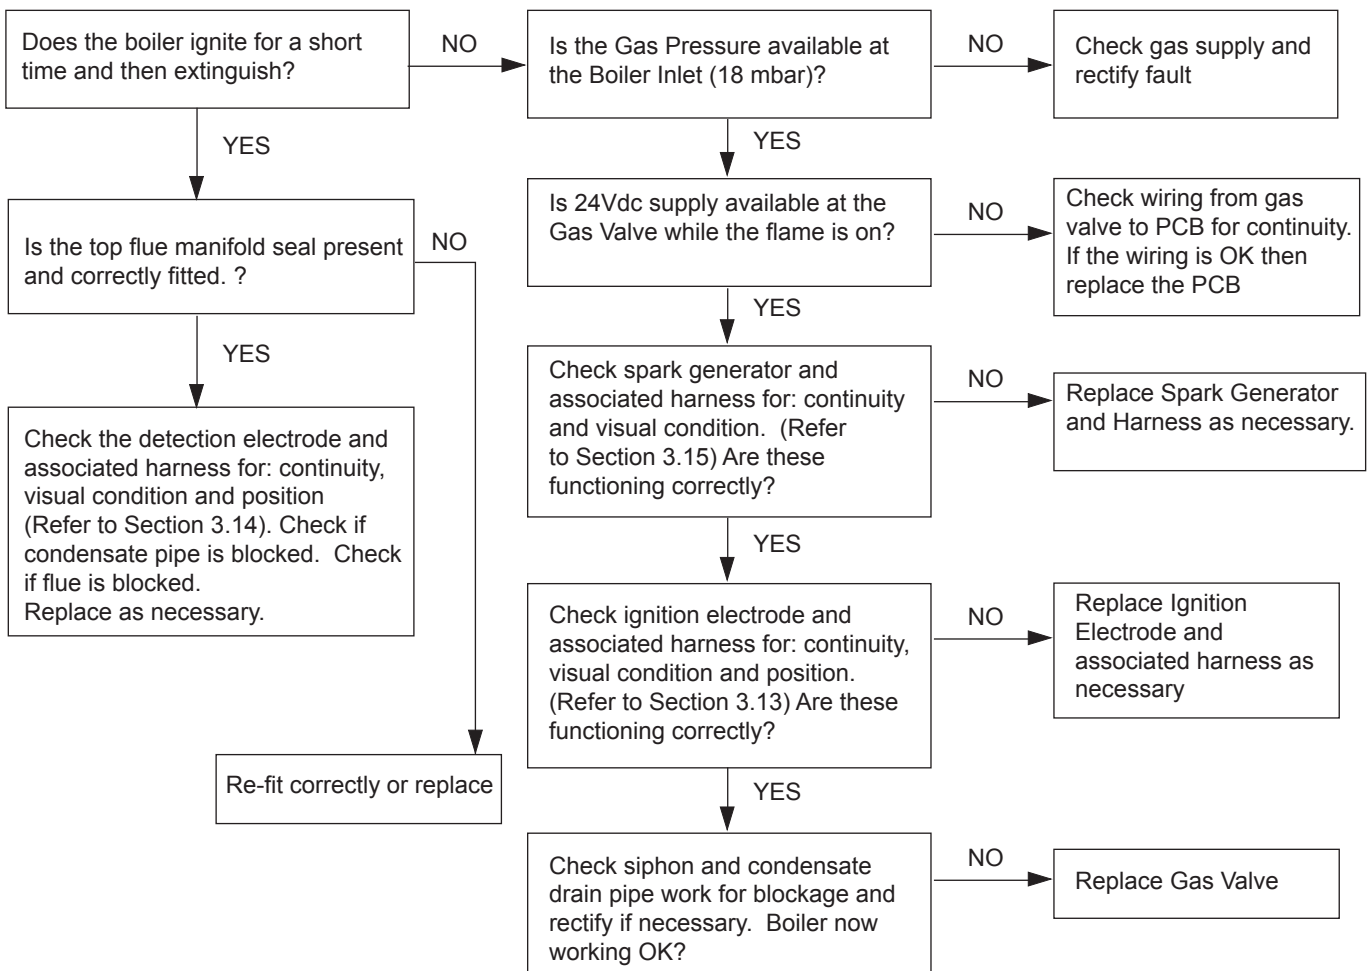 Does the boiler ignite for a short
time and then extinguish?
NO
Is the Gas Pressure available at
the Boiler Inlet (18 mbar)?
NO
Check gas supply and
rectify fault
YES
YES
Is the top flue manifold seal present
and correctly fitted. ?
NO
Is 24Vdc supply available at the
Gas Valve while the flame is on?
NO
Check wiring from gas
valve to PCB for continuity.
If the wiring is OK then
replace the PCB
YES
YES
Check the detection electrode and
associated harness for: continuity,
visual condition and position
(Refer to Section 3.14). Check if
condensate pipe is blocked.  Check
if flue is blocked.
Replace as necessary.
Check spark generator and
associated harness for: continuity
and visual condition.  (Refer
to Section 3.15) Are these
functioning correctly?
NO
Replace Spark Generator
and Harness as necessary.
YES
Check ignition electrode and
associated harness for: continuity,
visual condition and position.
(Refer to Section 3.13) Are these
functioning correctly?
NO
Replace Ignition
Electrode and
associated harness as
necessary
Re-fit correctly or replace
YES
Check siphon and condensate
drain pipe work for blockage and
rectify if necessary.  Boiler now
working OK?
NO
Replace Gas Valve